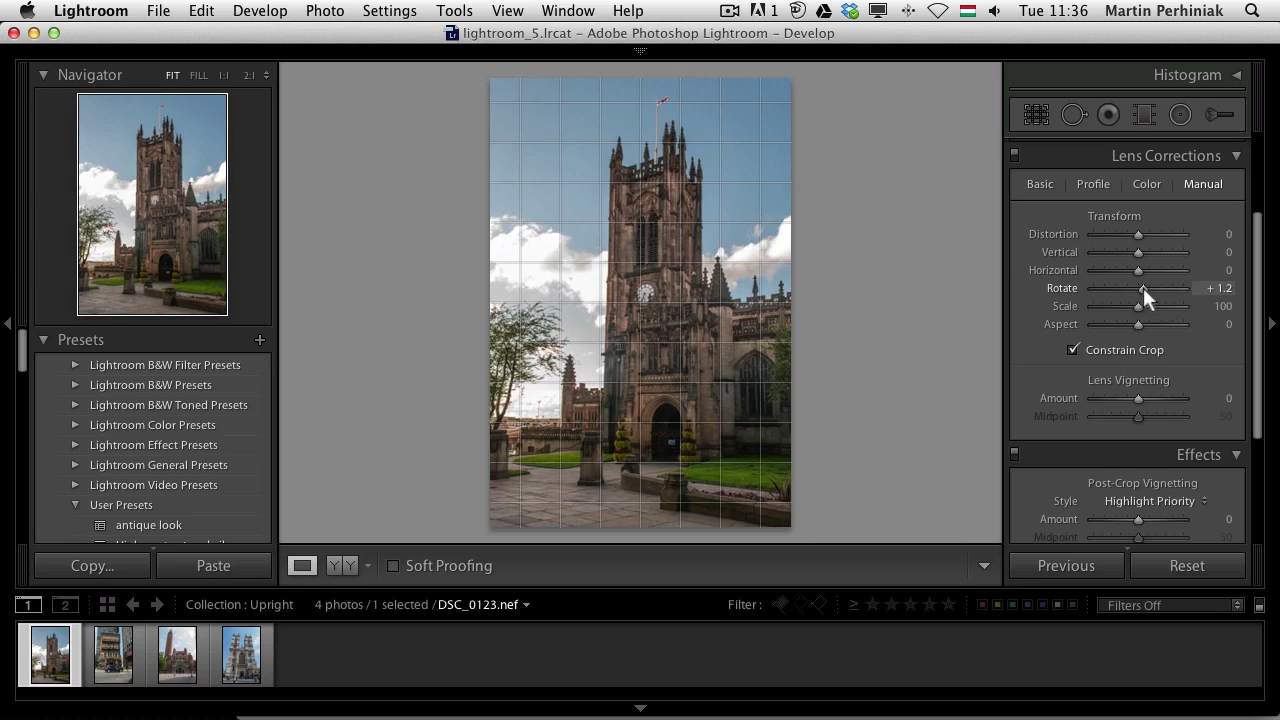 Lightroom File Edit Develop Photo Settings Tools View Window Help 1 Tue 11:36 Martin Perhiniak
lightroom_5.lrcat – Adobe Photoshop Lightroom – Develop
Navigator FIT FILL 1:1 2:1
Histogram
Lens Corrections
Basic Profile Color Manual
Transform
Distortion 0
Vertical 0
Horizontal 0
Rotate + 1.2
Scale 100
Aspect 0
Constrain Crop
Lens Vignetting
Amount 0
Midpoint 50
Effects
Post-Crop Vignetting
Style Highlight Priority
Amount 0
Midpoint
Presets +
Lightroom B&W Filter Presets
Lightroom B&W Presets
Lightroom B&W Toned Presets
Lightroom Color Presets
Lightroom Effect Presets
Lightroom General Presets
Lightroom Video Presets
User Presets
antique look
Copy... Paste
Y Y Soft Proofing
Previous Reset
1 2 Collection : Upright 4 photos / 1 selected / DSC_0123.nef Filter : ≥ Filters Off